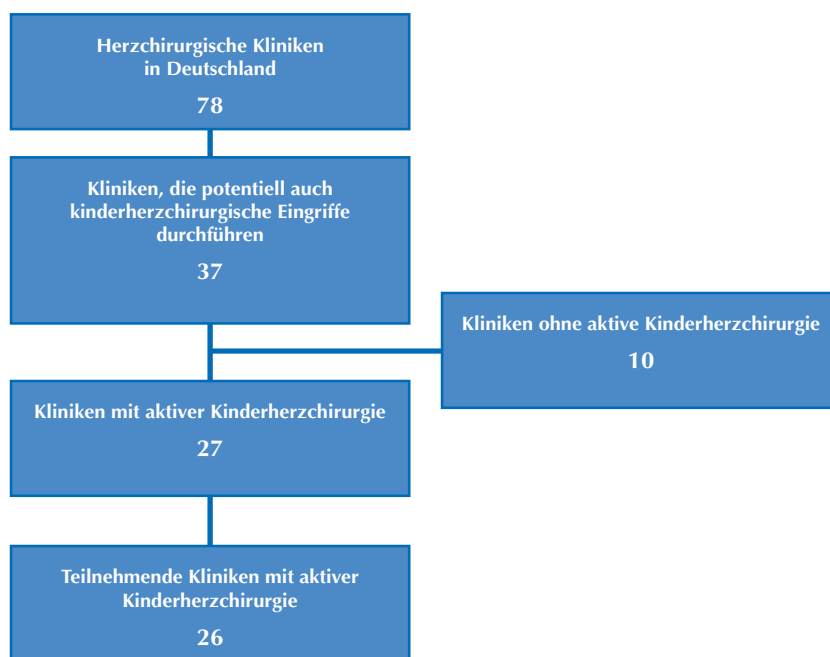 Herzchirurgische Kliniken
in Deutschland
78
Kliniken, die potentiell auch
kinderherzchirurgische Eingriffe
durchführen
37
Kliniken ohne aktive Kinderherzchirurgie
10
Kliniken mit aktiver Kinderherzchirurgie
27
Teilnehmende Kliniken mit aktiver
Kinderherzchirurgie
26